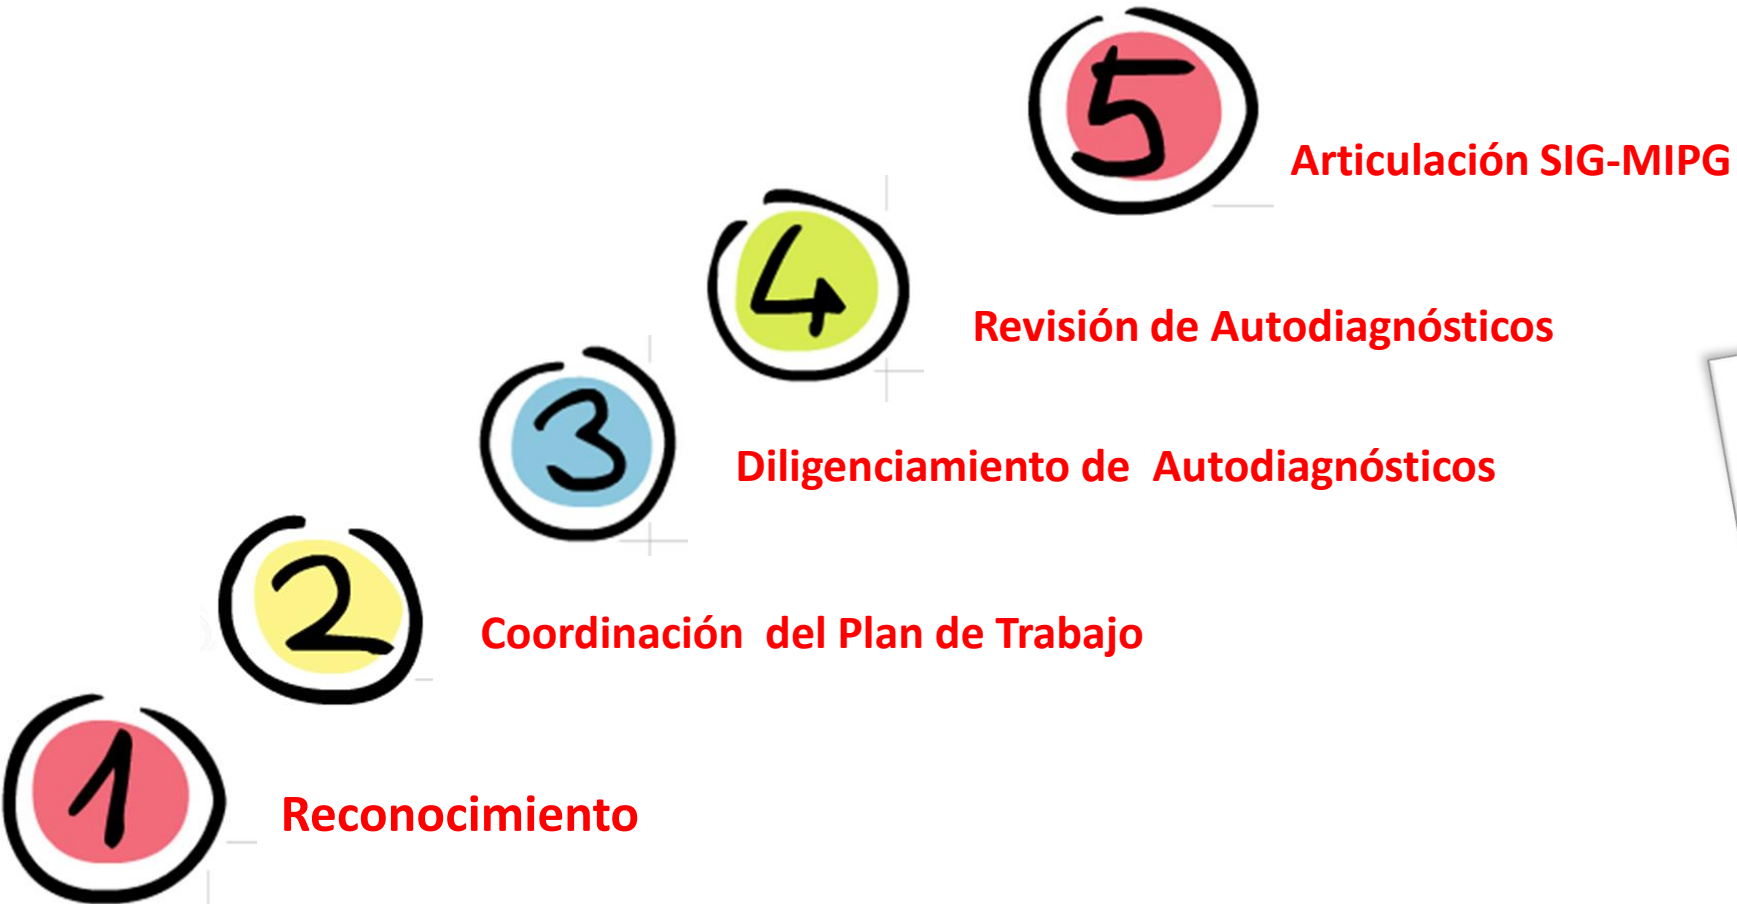 5
Articulación SIG-MIPG
4
Revisión de Autodiagnósticos
3
Diligenciamiento de  Autodiagnósticos
2
Coordinación  del Plan de Trabajo
1
Reconocimiento